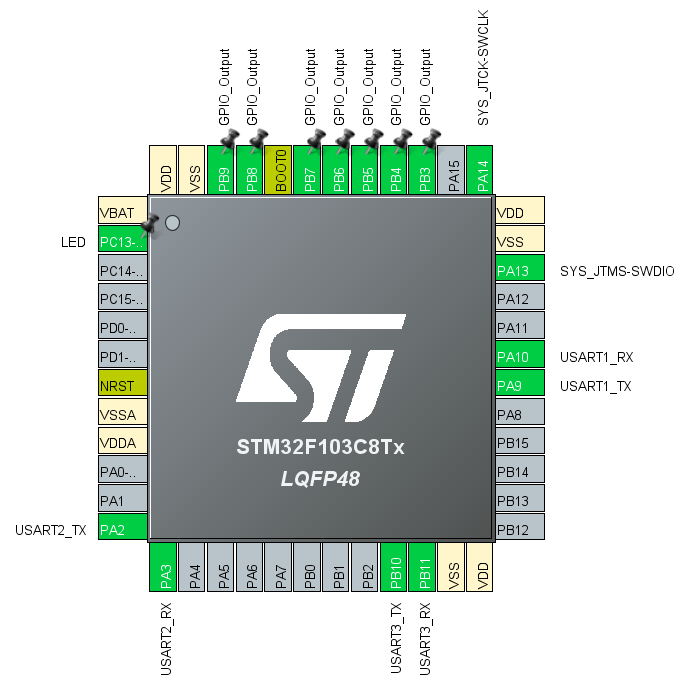 GPIO_Output
GPIO_Output
GPIO_Output
GPIO_Output
GPIO_Output
GPIO_Output
GPIO_Output
SYS_JTCK-SWCLK
VDD
VSS
PB9
PB8
BOOT0
PB7
PB6
PB5
PB4
PB3
PA15
PA14
LED
VBAT
PC13-..
PC14-..
PC15-..
PD0-..
PD1-..
NRST
VSSA
VDDA
PA0-..
PA1
USART2_TX
PA2
VDD
VSS
PA13
SYS_JTMS-SWDIO
PA12
PA11
PA10
USART1_RX
PA9
USART1_TX
PA8
PB15
PB14
PB13
PB12
ST
STM32F103C8Tx
LQFP48
PA3
PA4
PA5
PA6
PA7
PB0
PB1
PB2
PB10
PB11
VSS
VDD
USART2_RX
USART3_TX
USART3_RX